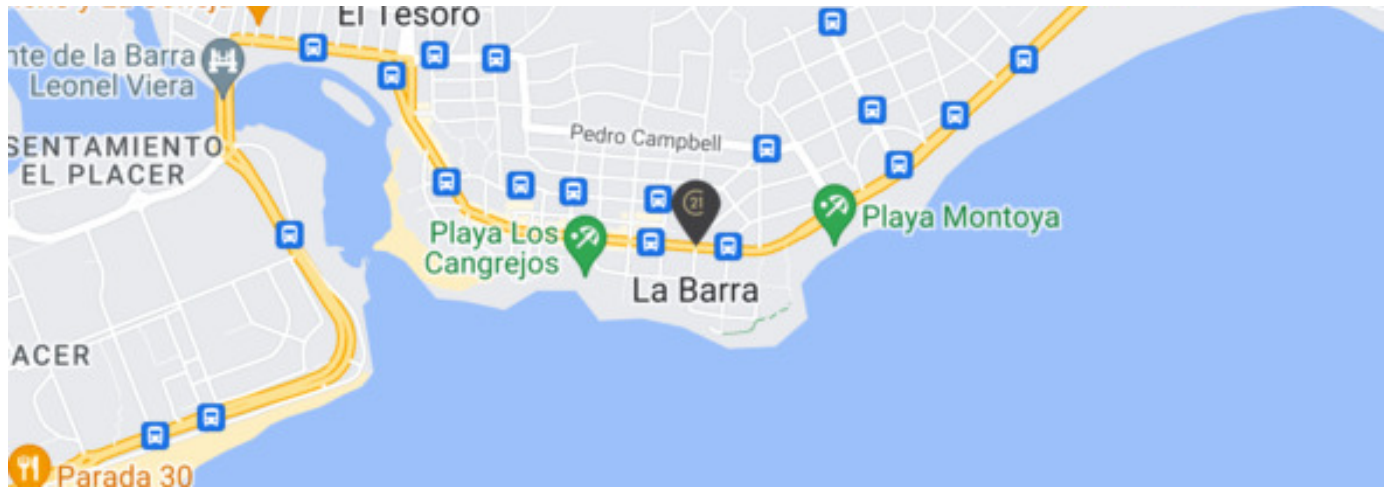 El Tesoro
nte de la Barra
Leonel Viera
SENTAMIENTO
EL PLACER
Pedro Campbell
21
Playa Montoya
Playa Los
Cangrejos
La Barra
ACER
Parada 30